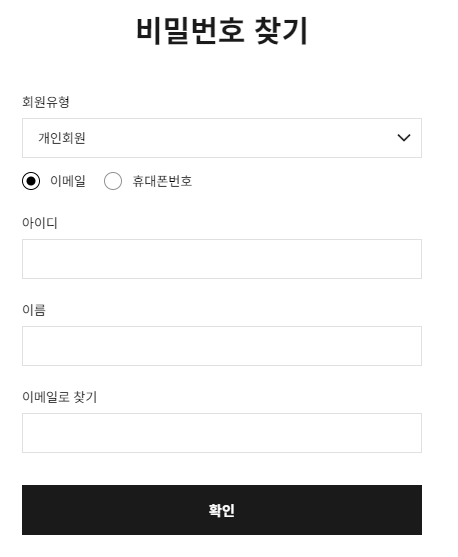 비밀번호 찾기
회원유형
개인회원
이메일 휴대폰번호
아이디
이름
이메일로 찾기
확인